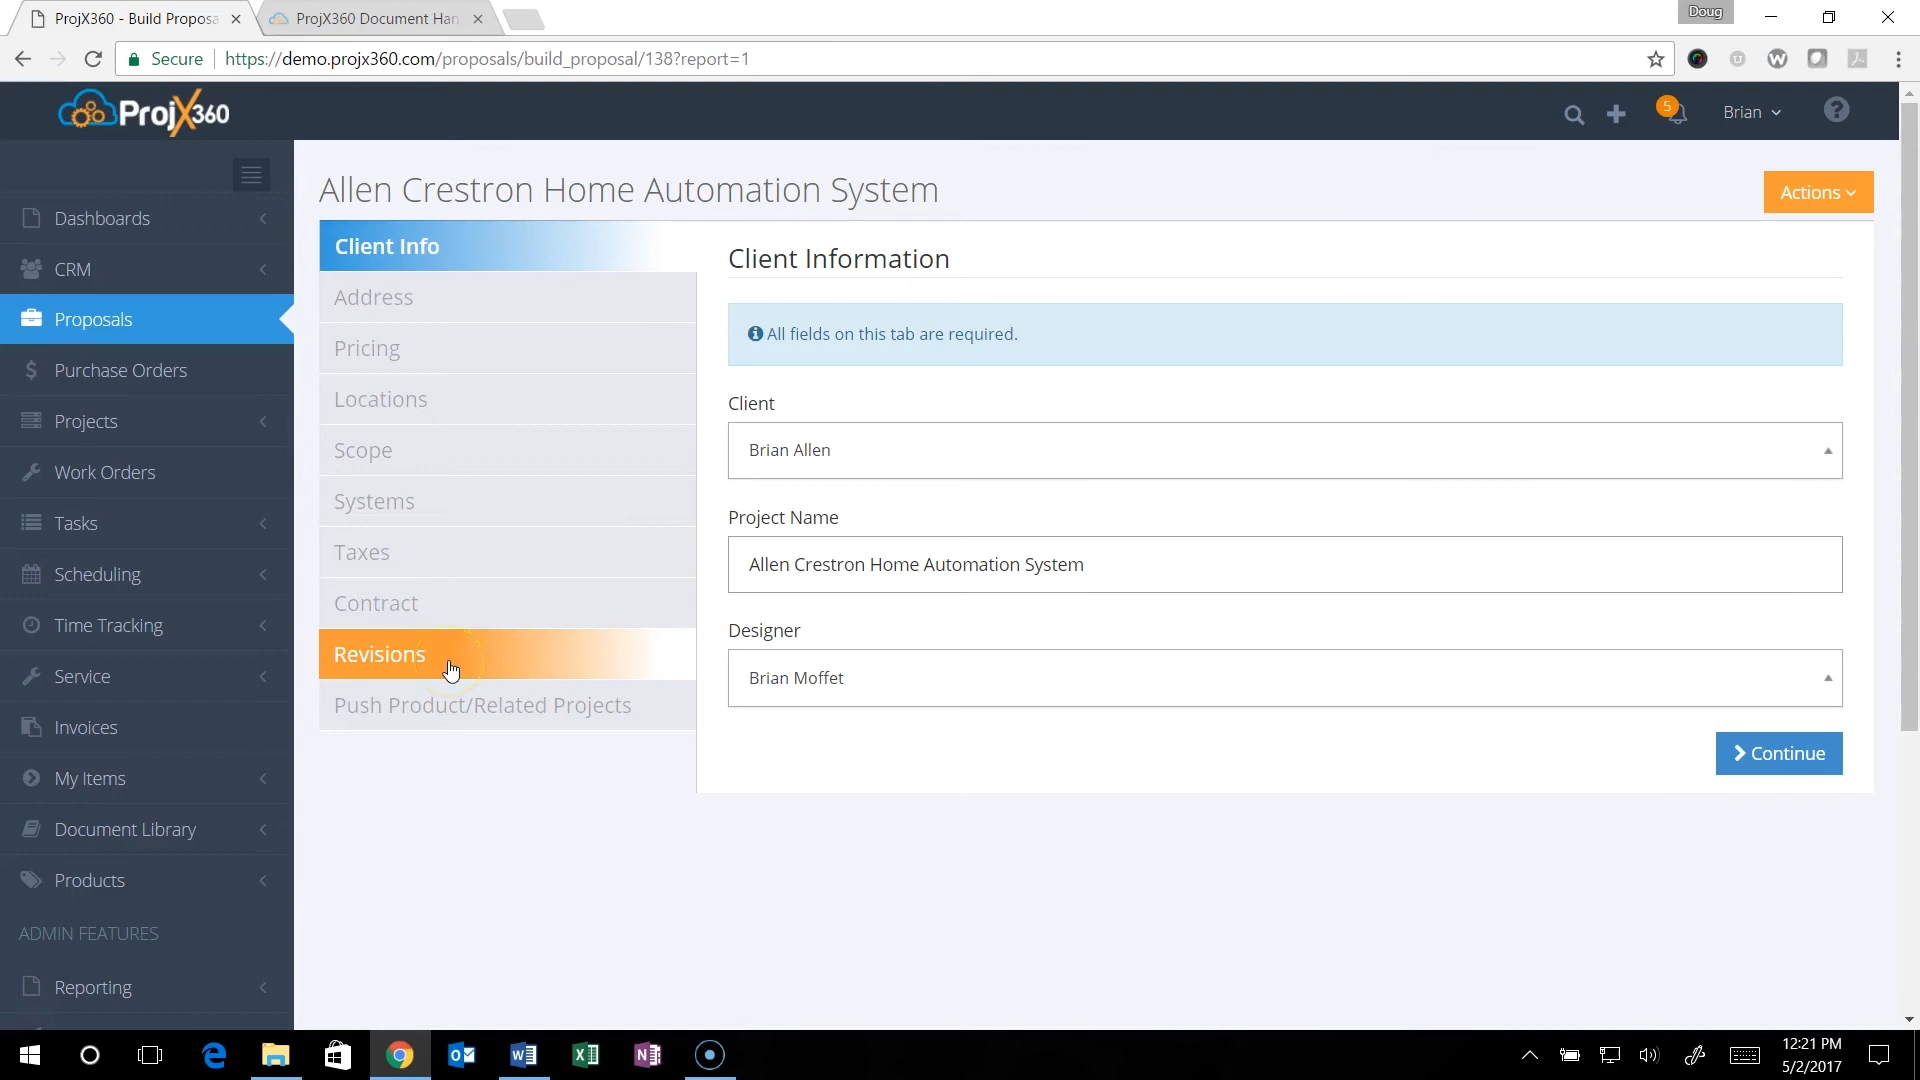 ProjX360 - Build Proposa
ProjX360 Document Han
Doug
Secure
https://demo.projx360.com/proposals/build_proposal/138?report=1
ProjX360
5
Brian
Dashboards
CRM
Proposals
Purchase Orders
Projects
Work Orders
Tasks
Scheduling
Time Tracking
Service
Invoices
My Items
Document Library
Products
ADMIN FEATURES
Reporting
Allen Crestron Home Automation System
Actions
Client Info
Address
Pricing
Locations
Scope
Systems
Taxes
Contract
Revisions
Push Product/Related Projects
Client Information
All fields on this tab are required.
Client
Brian Allen
Project Name
Allen Crestron Home Automation System
Designer
Brian Moffet
Continue
12:21 PM
5/2/2017